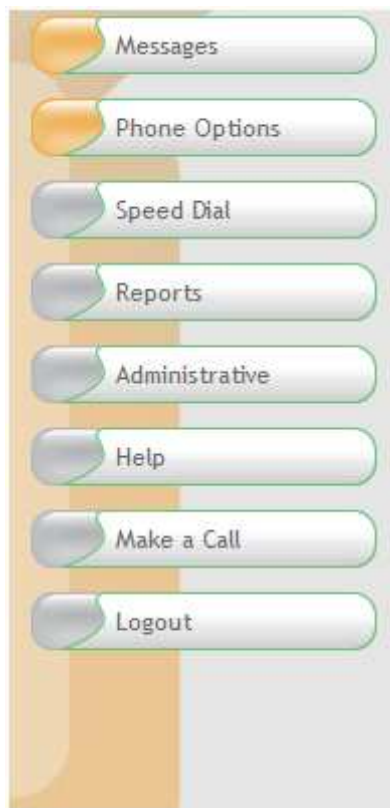 Messages
Phone Options
Speed Dial
Reports
Administrative
Help
Make a Call
Logout